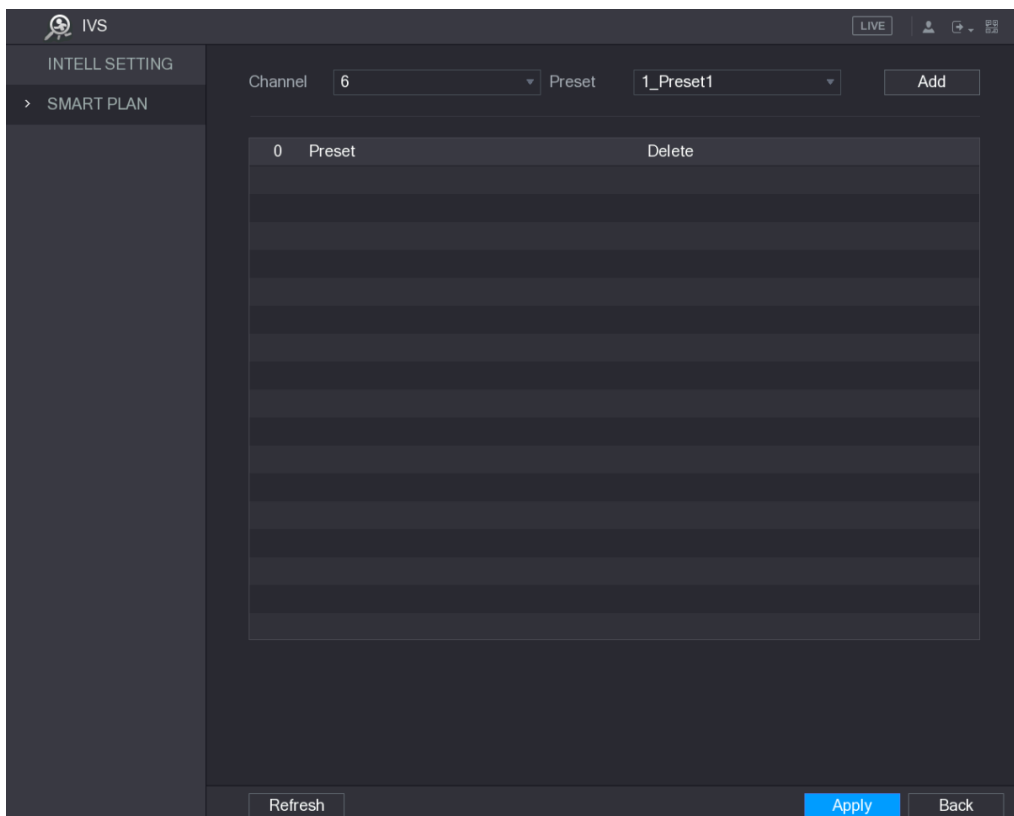 IVS LIVE
INTELL SETTING
> SMART PLAN
Channel 6 Preset 1_Preset1 Add
0 Preset Delete
Refresh Apply Back